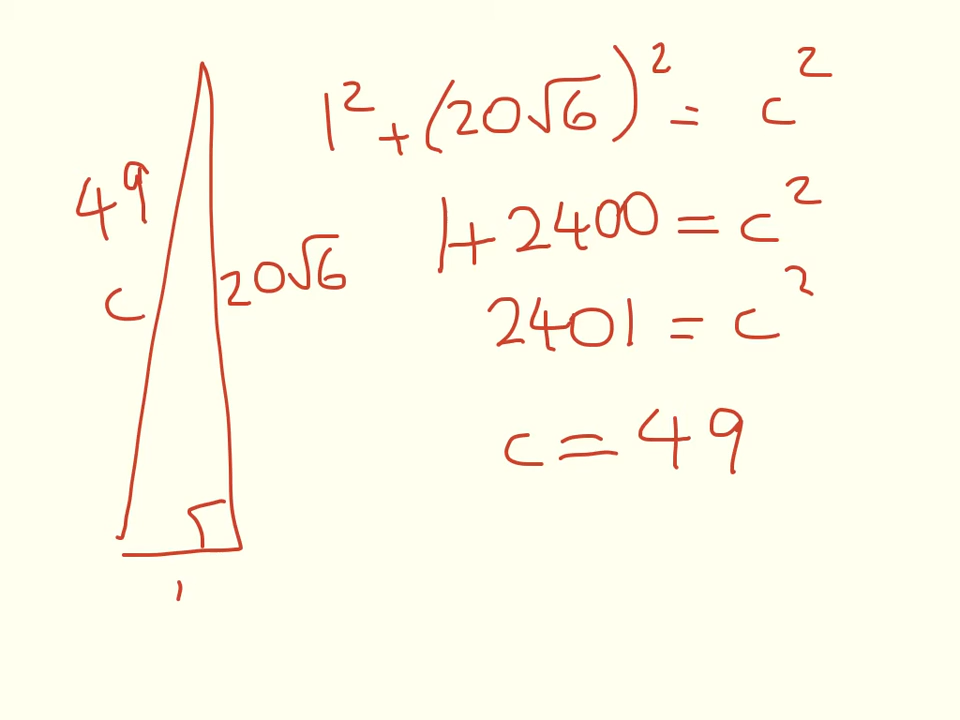 1² + (20√6)² = c²
49
1 + 2400 = c²
c
20√6
2401 = c²
c = 49
1